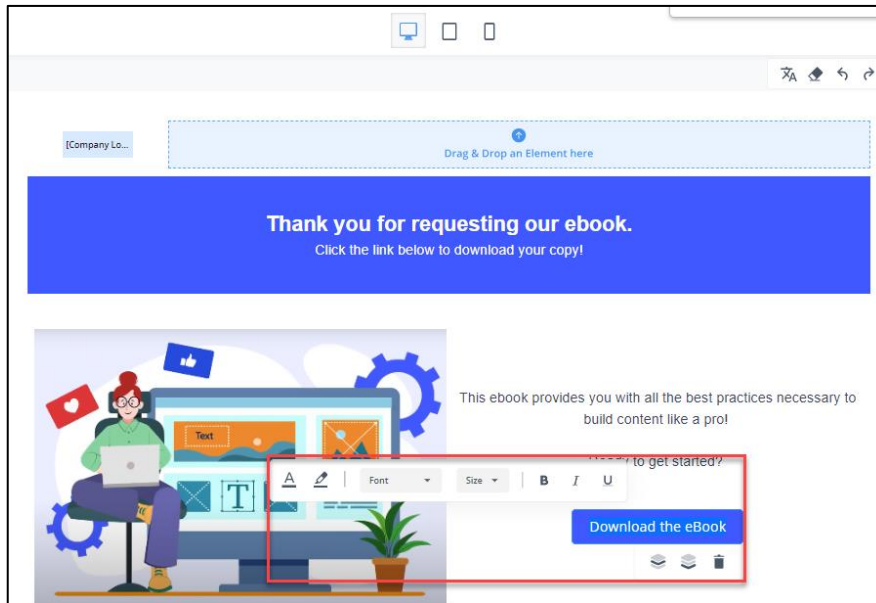 [Company Lo...
Drag & Drop an Element here
Thank you for requesting our ebook.
Click the link below to download your copy!
This ebook provides you with all the best practices necessary to
build content like a pro!
Text
Ready to get started?
A
Font
Size
B
I
U
T
Download the eBook